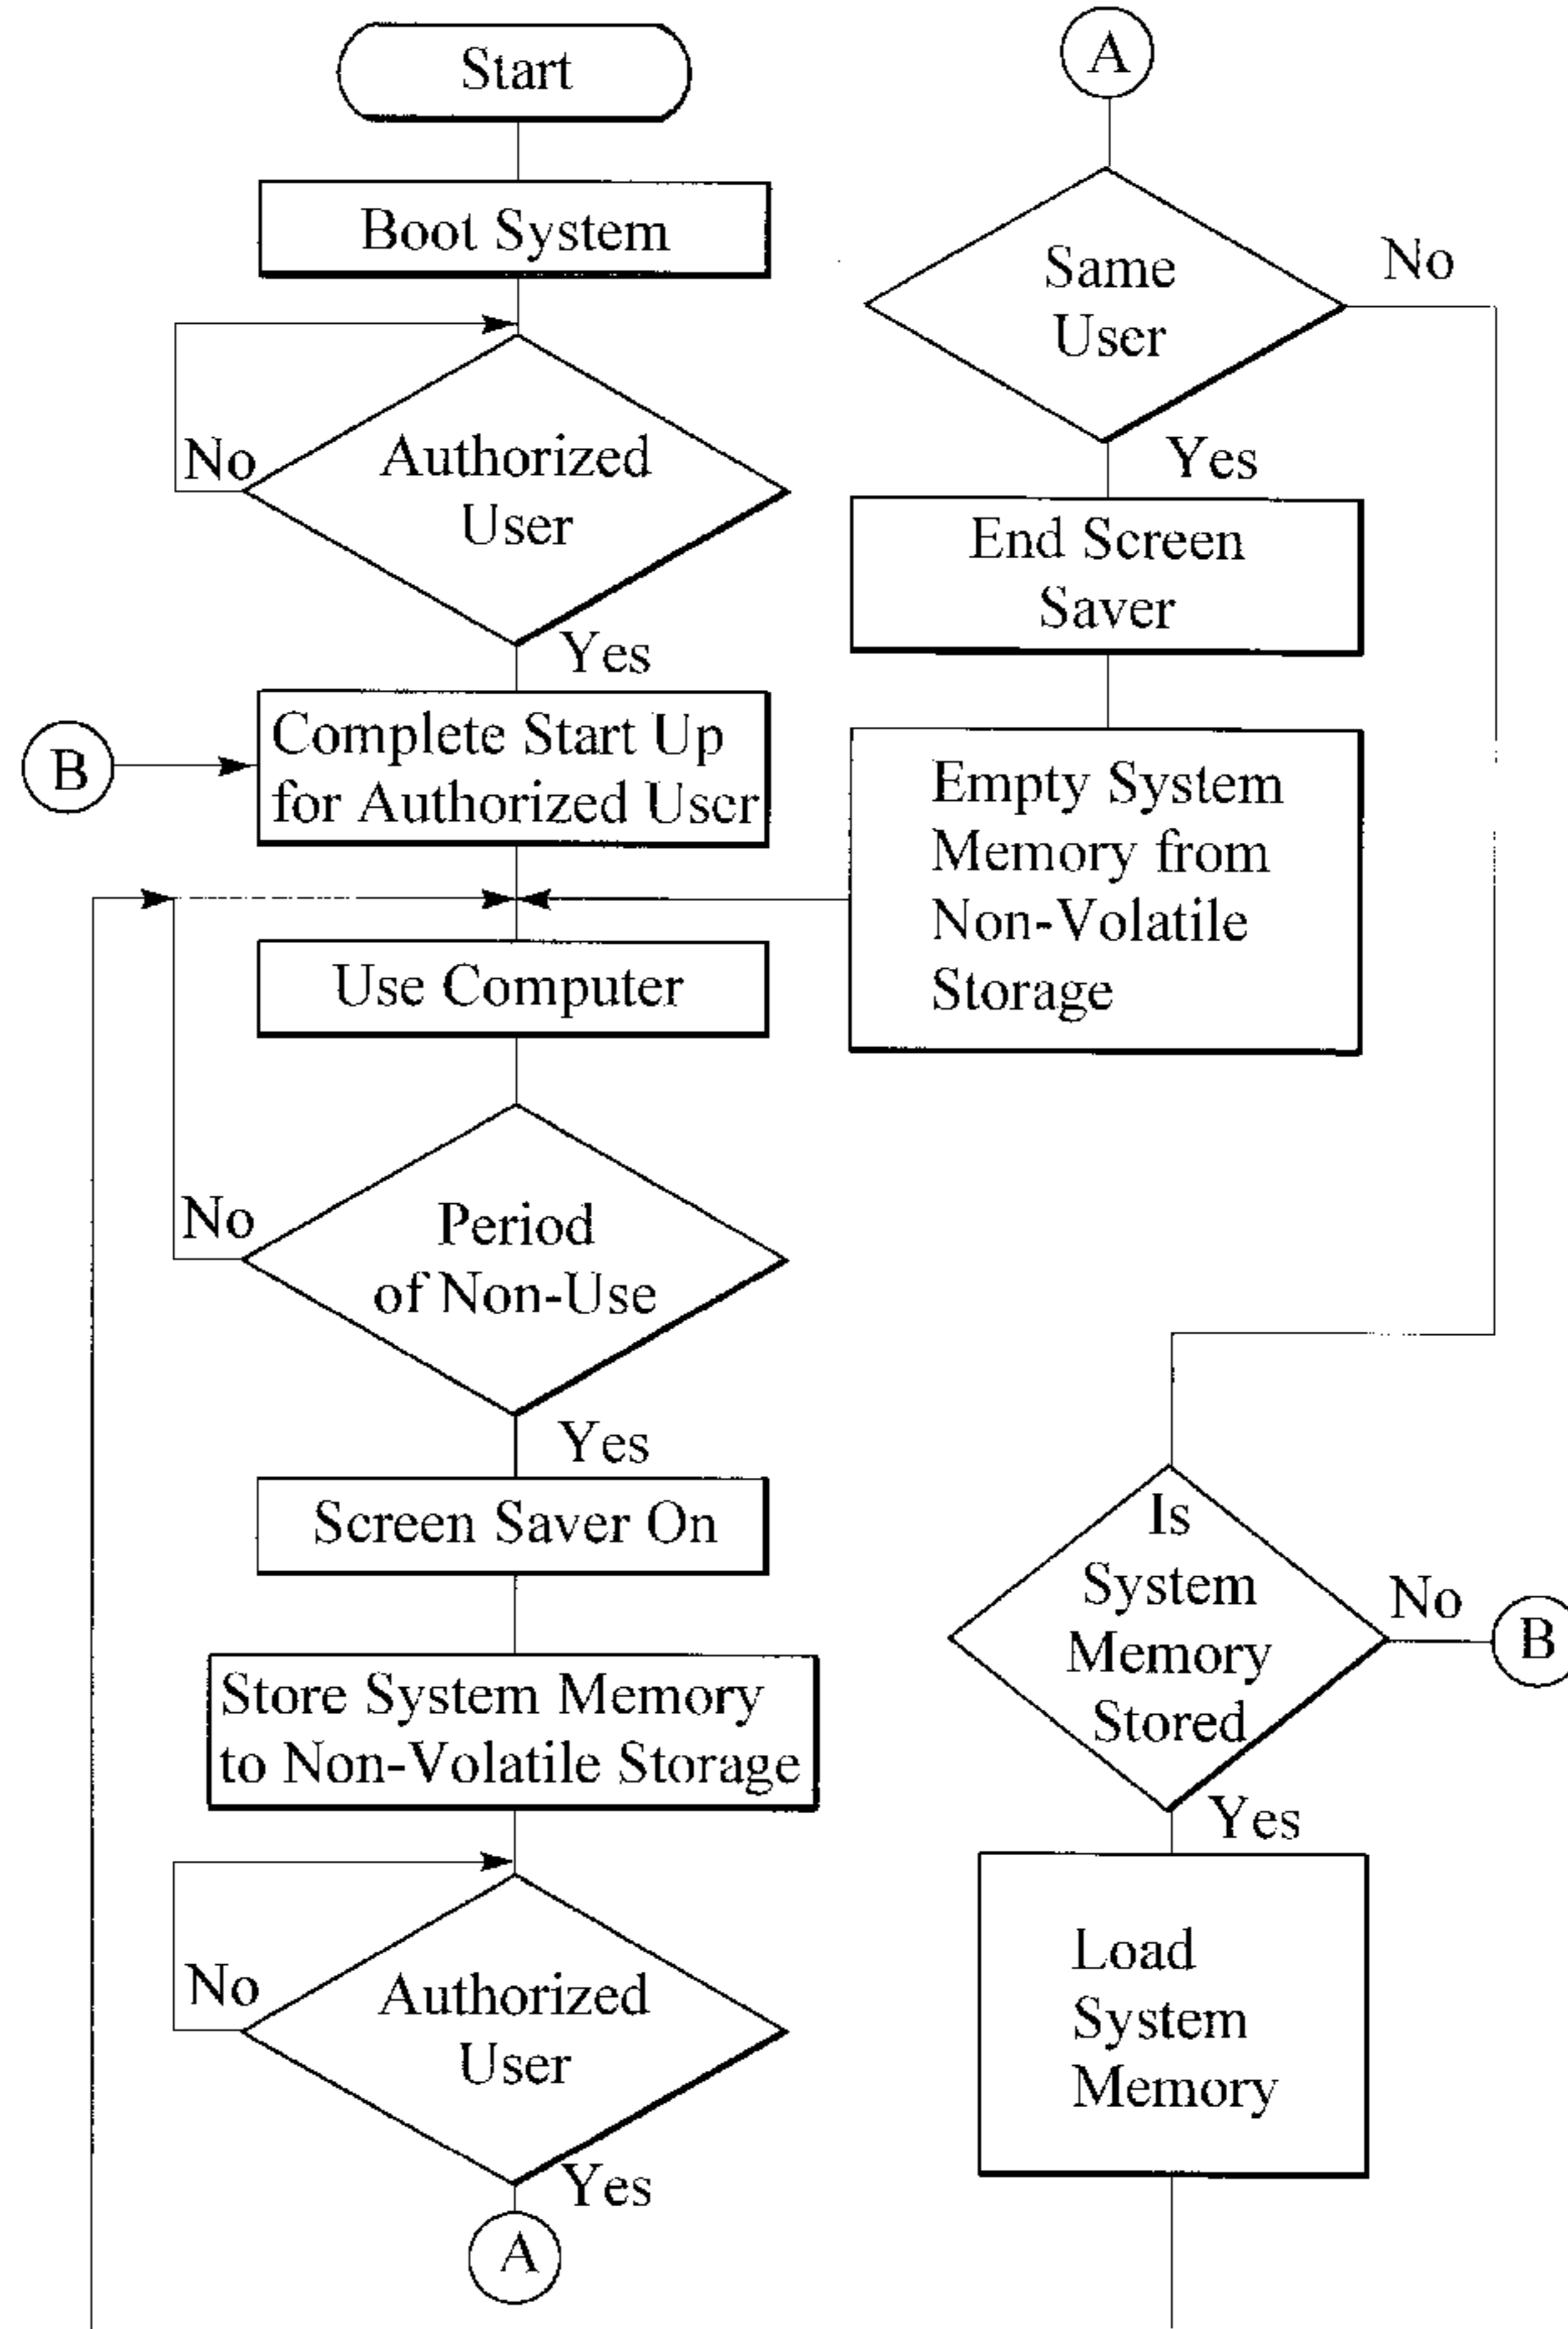 Start
Boot System
No
Authorized
User
Yes
B
Complete Start Up
for Authorized User
Use Computer
No
Period
of Non-Use
Yes
Screen Saver On
Store System Memory
to Non-Volatile Storage
No
Authorized
User
Yes
A
A
Same
User
No
Yes
End Screen
Saver
Empty System
Memory from
Non-Volatile
Storage
Is
System
Memory
Stored
No
B
Yes
Load
System
Memory